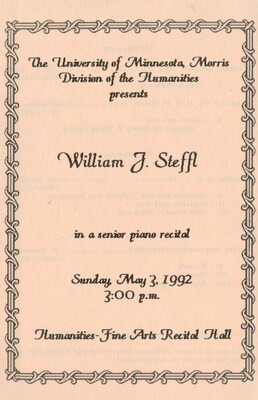 The University of Minnesota, Morris
Division of the Humanities
presents
William J. Steffl
in a senior piano recital
Sunday, May 3, 1992
3:00 p.m.
Humanities-Fine Arts Recital Hall